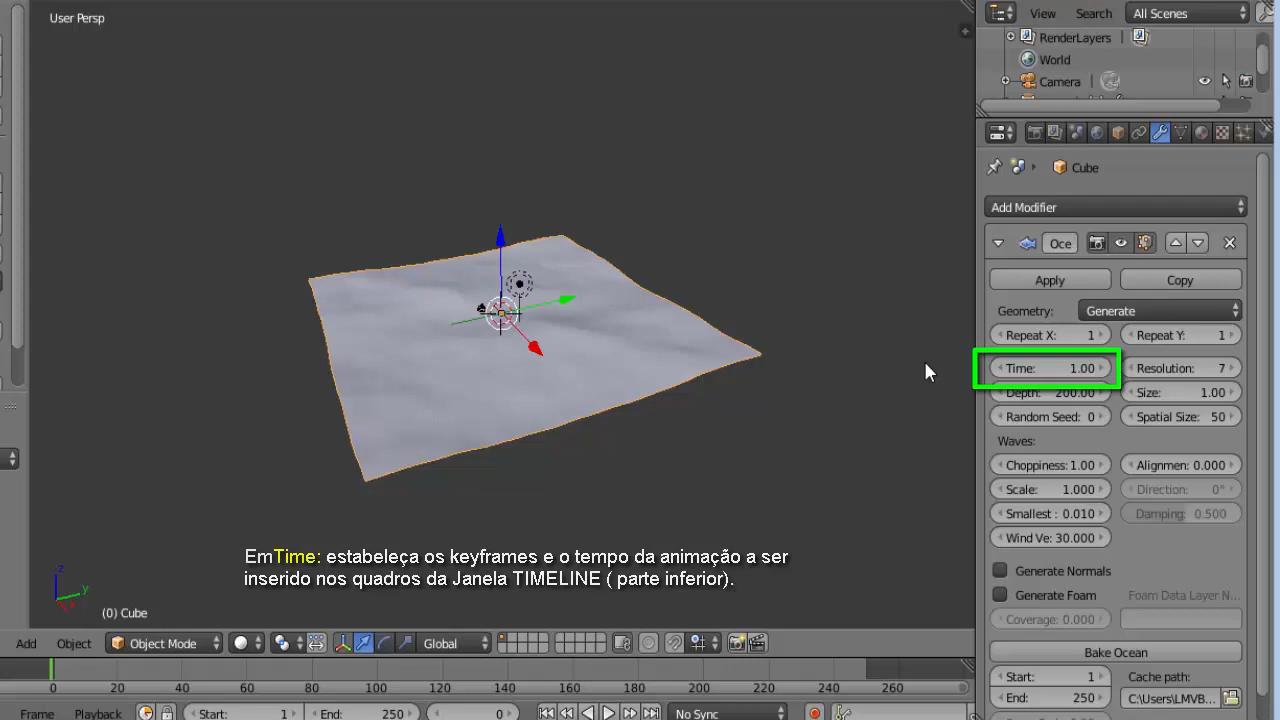 User Persp
View Search All Scenes
RenderLayers
World
Camera
Cube
Add Modifier
Oce
Apply Copy
Geometry: Generate
Repeat X: 1 Repeat Y: 1
Time: 1.00 Resolution: 7
Depth: 200.00 Size: 1.00
Random Seed: 0 Spatial Size: 50
Waves:
Choppiness: 1.00 Alignmen: 0.000
Scale: 1.000 Direction: 0°
Smallest : 0.010 Damping: 0.500
Wind Ve: 30.000
EmTime: estabeleça os keyframes e o tempo da animação a ser
inserido nos quadros da Janela TIMELINE ( parte inferior).
Generate Normals
Generate Foam Foam Data Layer N...
Coverage: 0.000
z
y
x
(0) Cube
Add Object Object Mode Global
Bake Ocean
Start: 1 Cache path:
End: 250 C:\Users\LMVB...
0 20 40 60 80 100 120 140 160 180 200 220 240 260
Frame Playback Start: 1 End: 250 0 No Sync